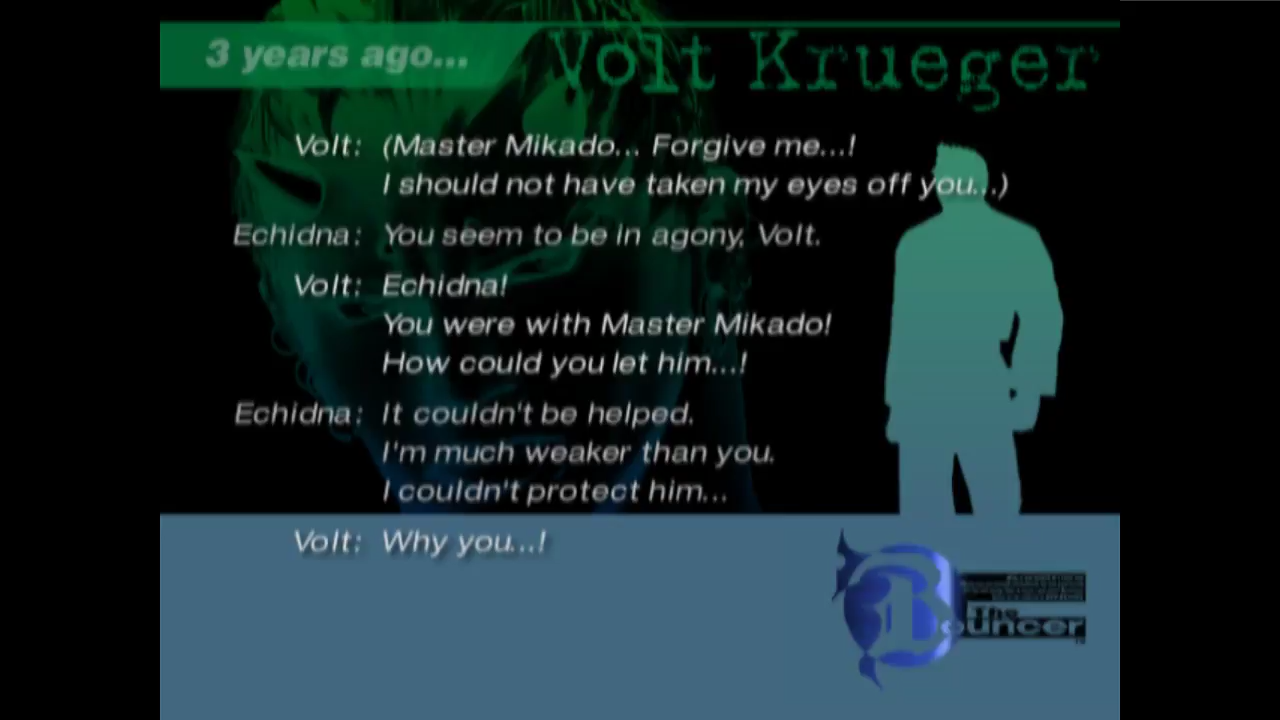 3 years ago...
Volt Krueger
Volt: (Master Mikado... Forgive me...!
I should not have taken my eyes off you...)
Echidna: You seem to be in agony, Volt.
Volt: Echidna!
You were with Master Mikado!
How could you let him...!
Echidna: It couldn't be helped.
I'm much weaker than you.
I couldn't protect him...
Volt: Why you...!
The
Bouncer